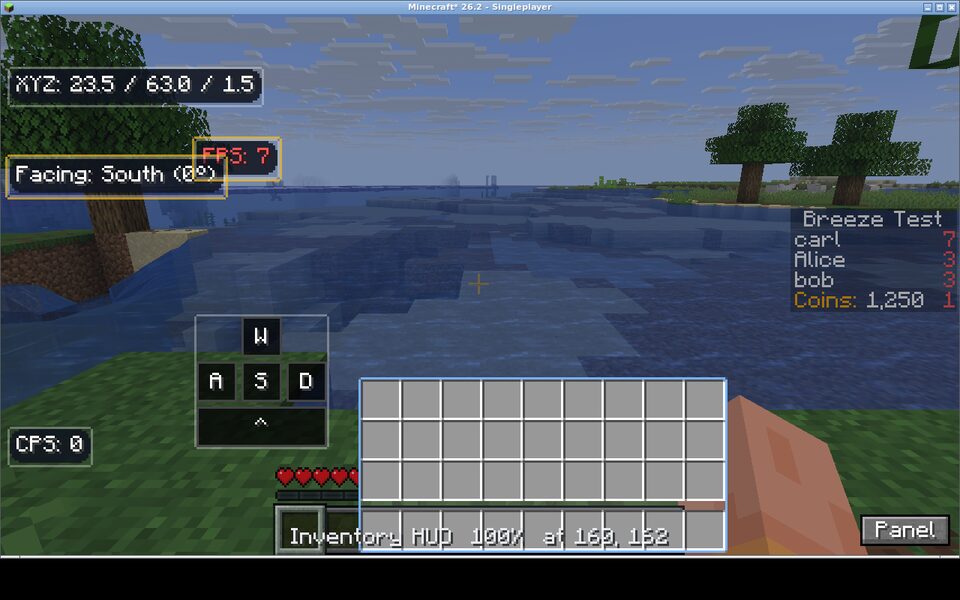 Minecraft* 26.2 - Singleplayer
XYZ: 23.5 / 63.0 / 1.5
FPS: 7
Facing: South (0°)
Breeze Test
carl 7
Alice 3
bob 3
Coins: 1,250 1
W
A S D
^
CPS: 0
Inventory HUD 100% at 160, 162
Panel